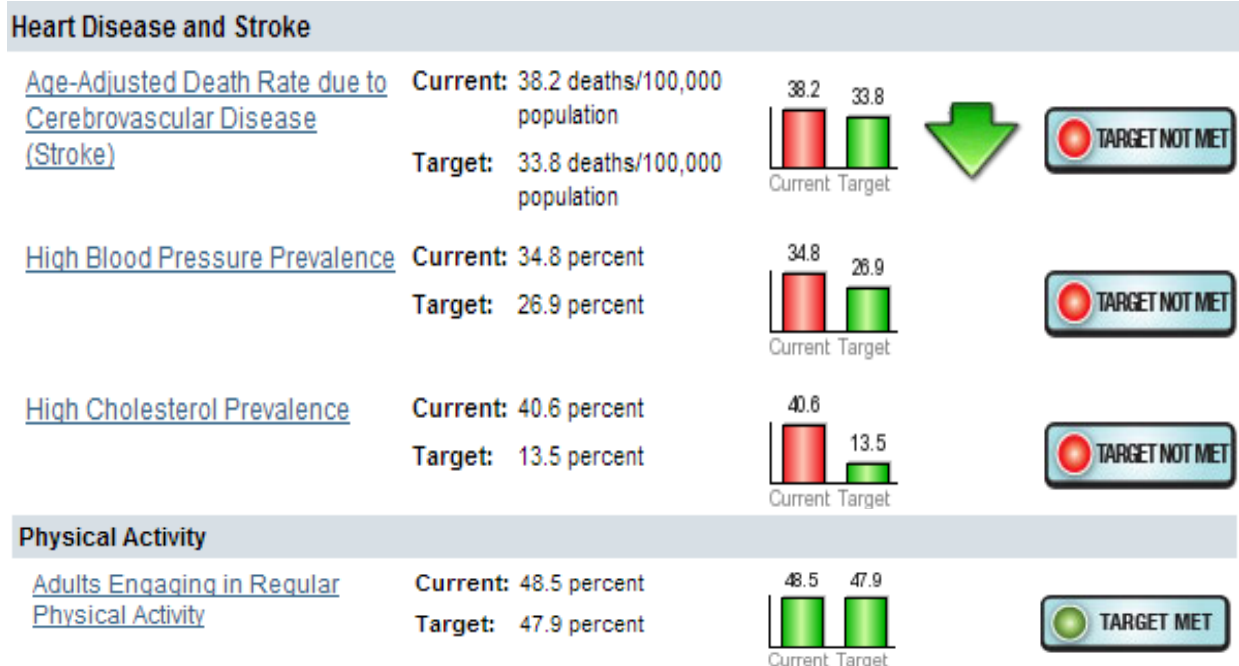 Heart Disease and Stroke
Age-Adjusted Death Rate due to
Cerebrovascular Disease
(Stroke)
Current: 38.2 deaths/100,000
population
Target: 33.8 deaths/100,000
population
38.2 33.8
Current Target
TARGET NOT MET
High Blood Pressure Prevalence
Current: 34.8 percent
Target: 26.9 percent
34.8 26.9
Current Target
TARGET NOT MET
High Cholesterol Prevalence
Current: 40.6 percent
Target: 13.5 percent
40.6 13.5
Current Target
TARGET NOT MET
Physical Activity
Adults Engaging in Regular
Physical Activity
Current: 48.5 percent
Target: 47.9 percent
48.5 47.9
Current Target
TARGET MET